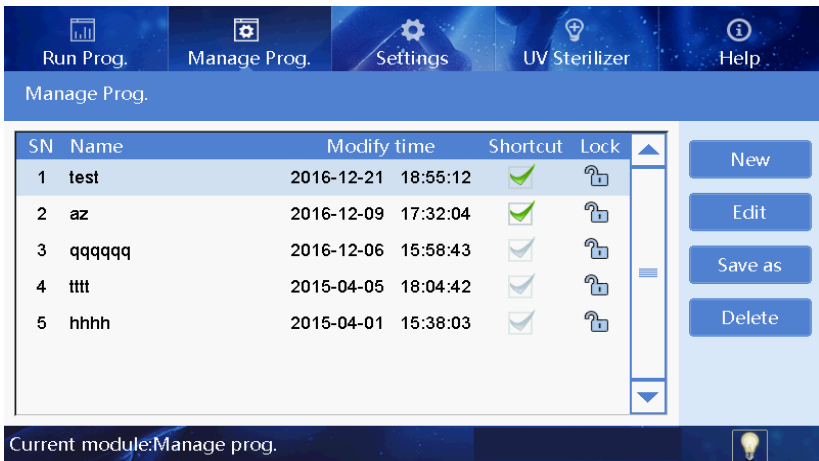 Run Prog. Manage Prog. Settings UV Sterilizer Help
Manage Prog.
SN Name Modify time Shortcut Lock
1 test 2016-12-21 18:55:12
2 az 2016-12-09 17:32:04
3 qqqqqq 2016-12-06 15:58:43
4 tttt 2015-04-05 18:04:42
5 hhhh 2015-04-01 15:38:03
New
Edit
Save as
Delete
Current module:Manage prog.